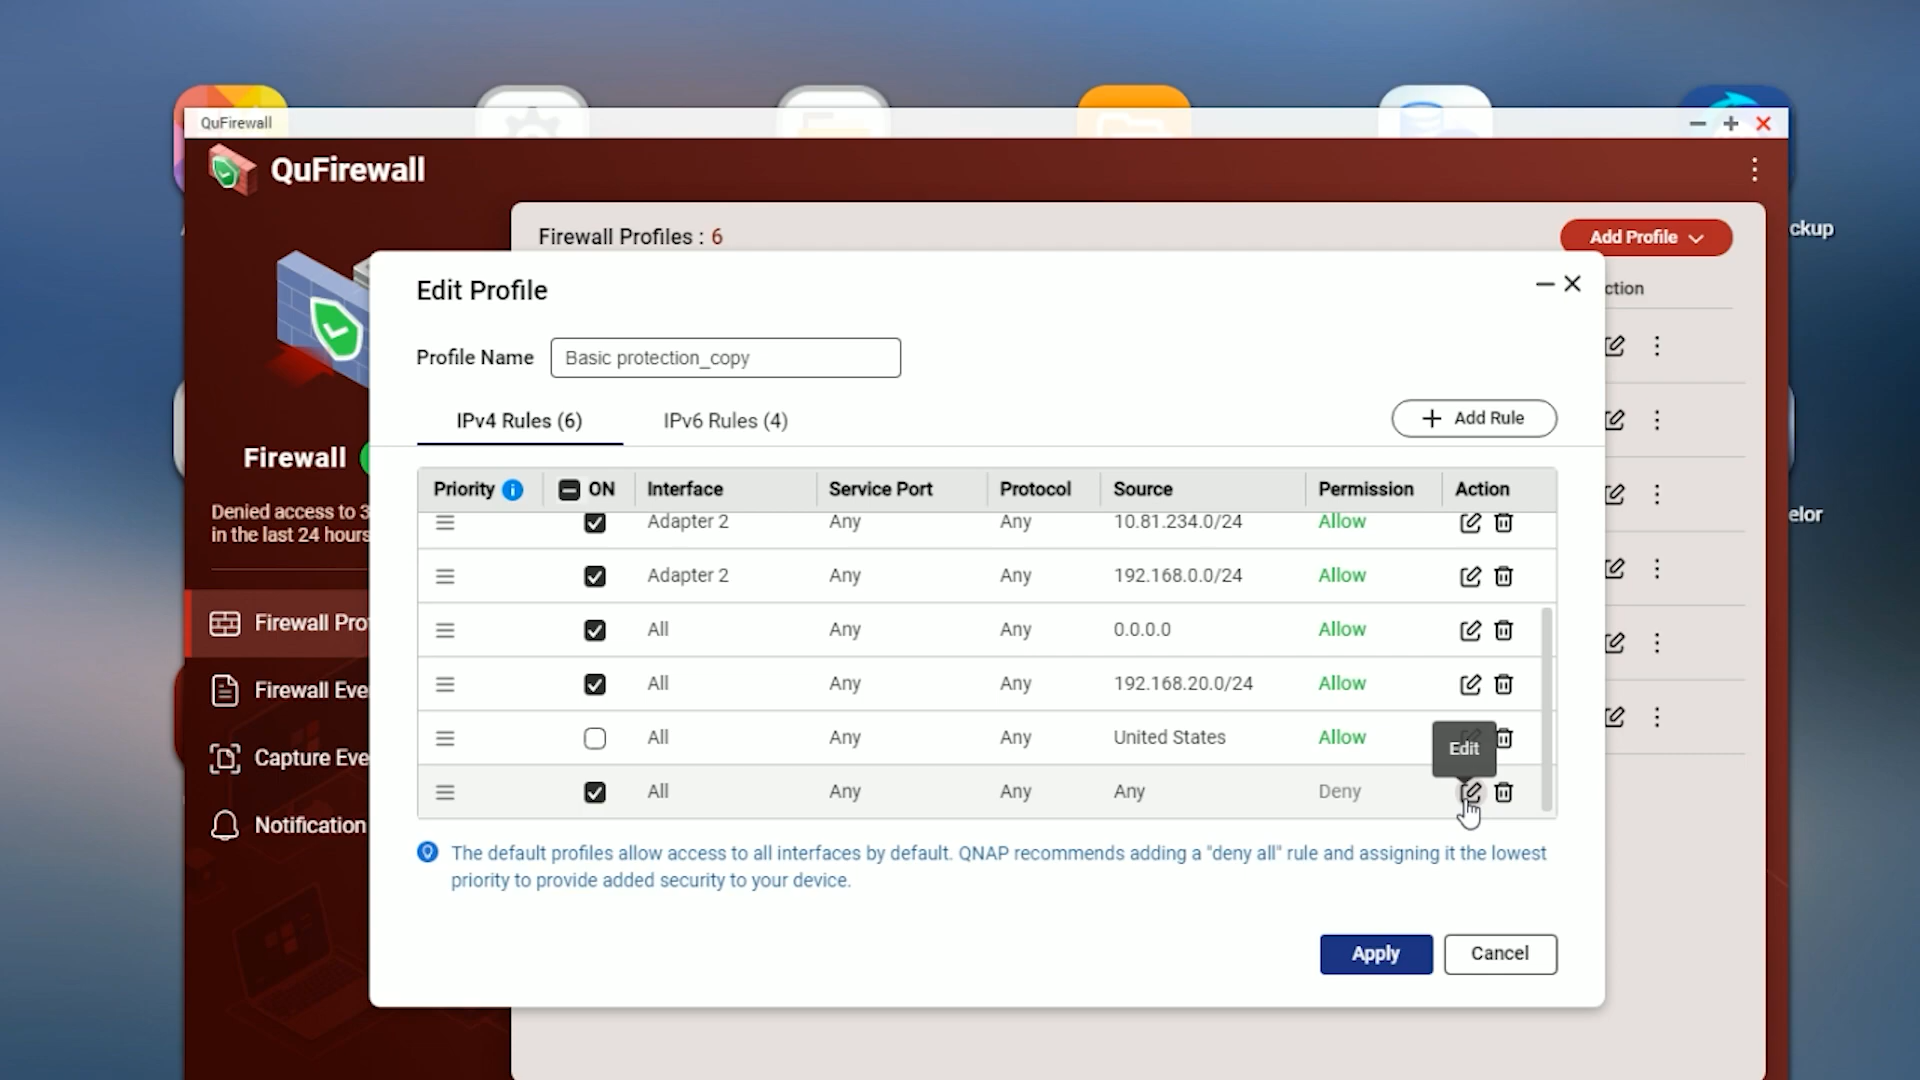 QuFirewall
QuFirewall
ckup
Firewall Profiles : 6
Add Profile
ction
Edit Profile
Profile Name
Basic protection_copy
IPv4 Rules (6)
IPv6 Rules (4)
Add Rule
Firewall
Denied access to 3
in the last 24 hours
elor
Priority ON Interface Service Port Protocol Source Permission Action
Adapter 2 Any Any 10.81.234.0/24 Allow
Adapter 2 Any Any 192.168.0.0/24 Allow
All Any Any 0.0.0.0 Allow
All Any Any 192.168.20.0/24 Allow
All Any Any United States Allow
Edit
All Any Any Any Deny
Firewall Pro
Firewall Eve
Capture Eve
Notification
The default profiles allow access to all interfaces by default. QNAP recommends adding a "deny all" rule and assigning it the lowest
priority to provide added security to your device.
Apply
Cancel